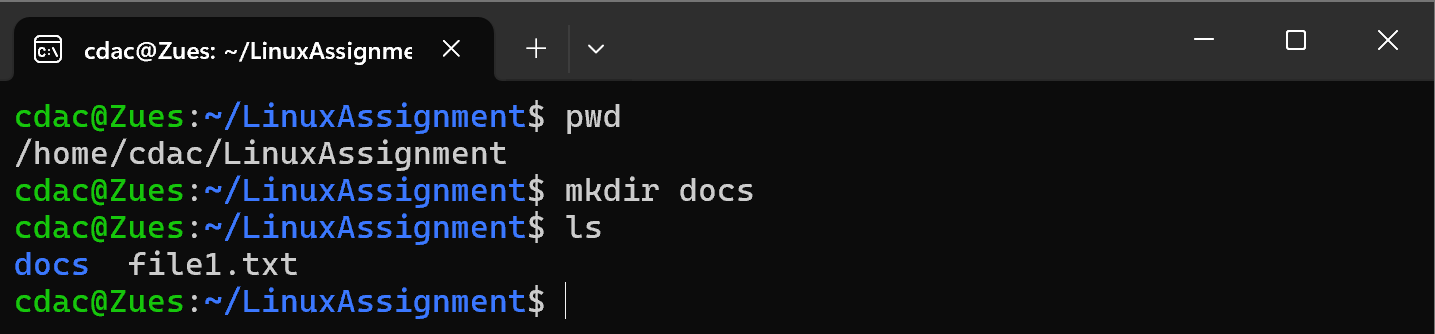 cdac@Zues: ~/LinuxAssignme
cdac@Zues:~/LinuxAssignment$ pwd
/home/cdac/LinuxAssignment
cdac@Zues:~/LinuxAssignment$ mkdir docs
cdac@Zues:~/LinuxAssignment$ ls
docs  file1.txt
cdac@Zues:~/LinuxAssignment$